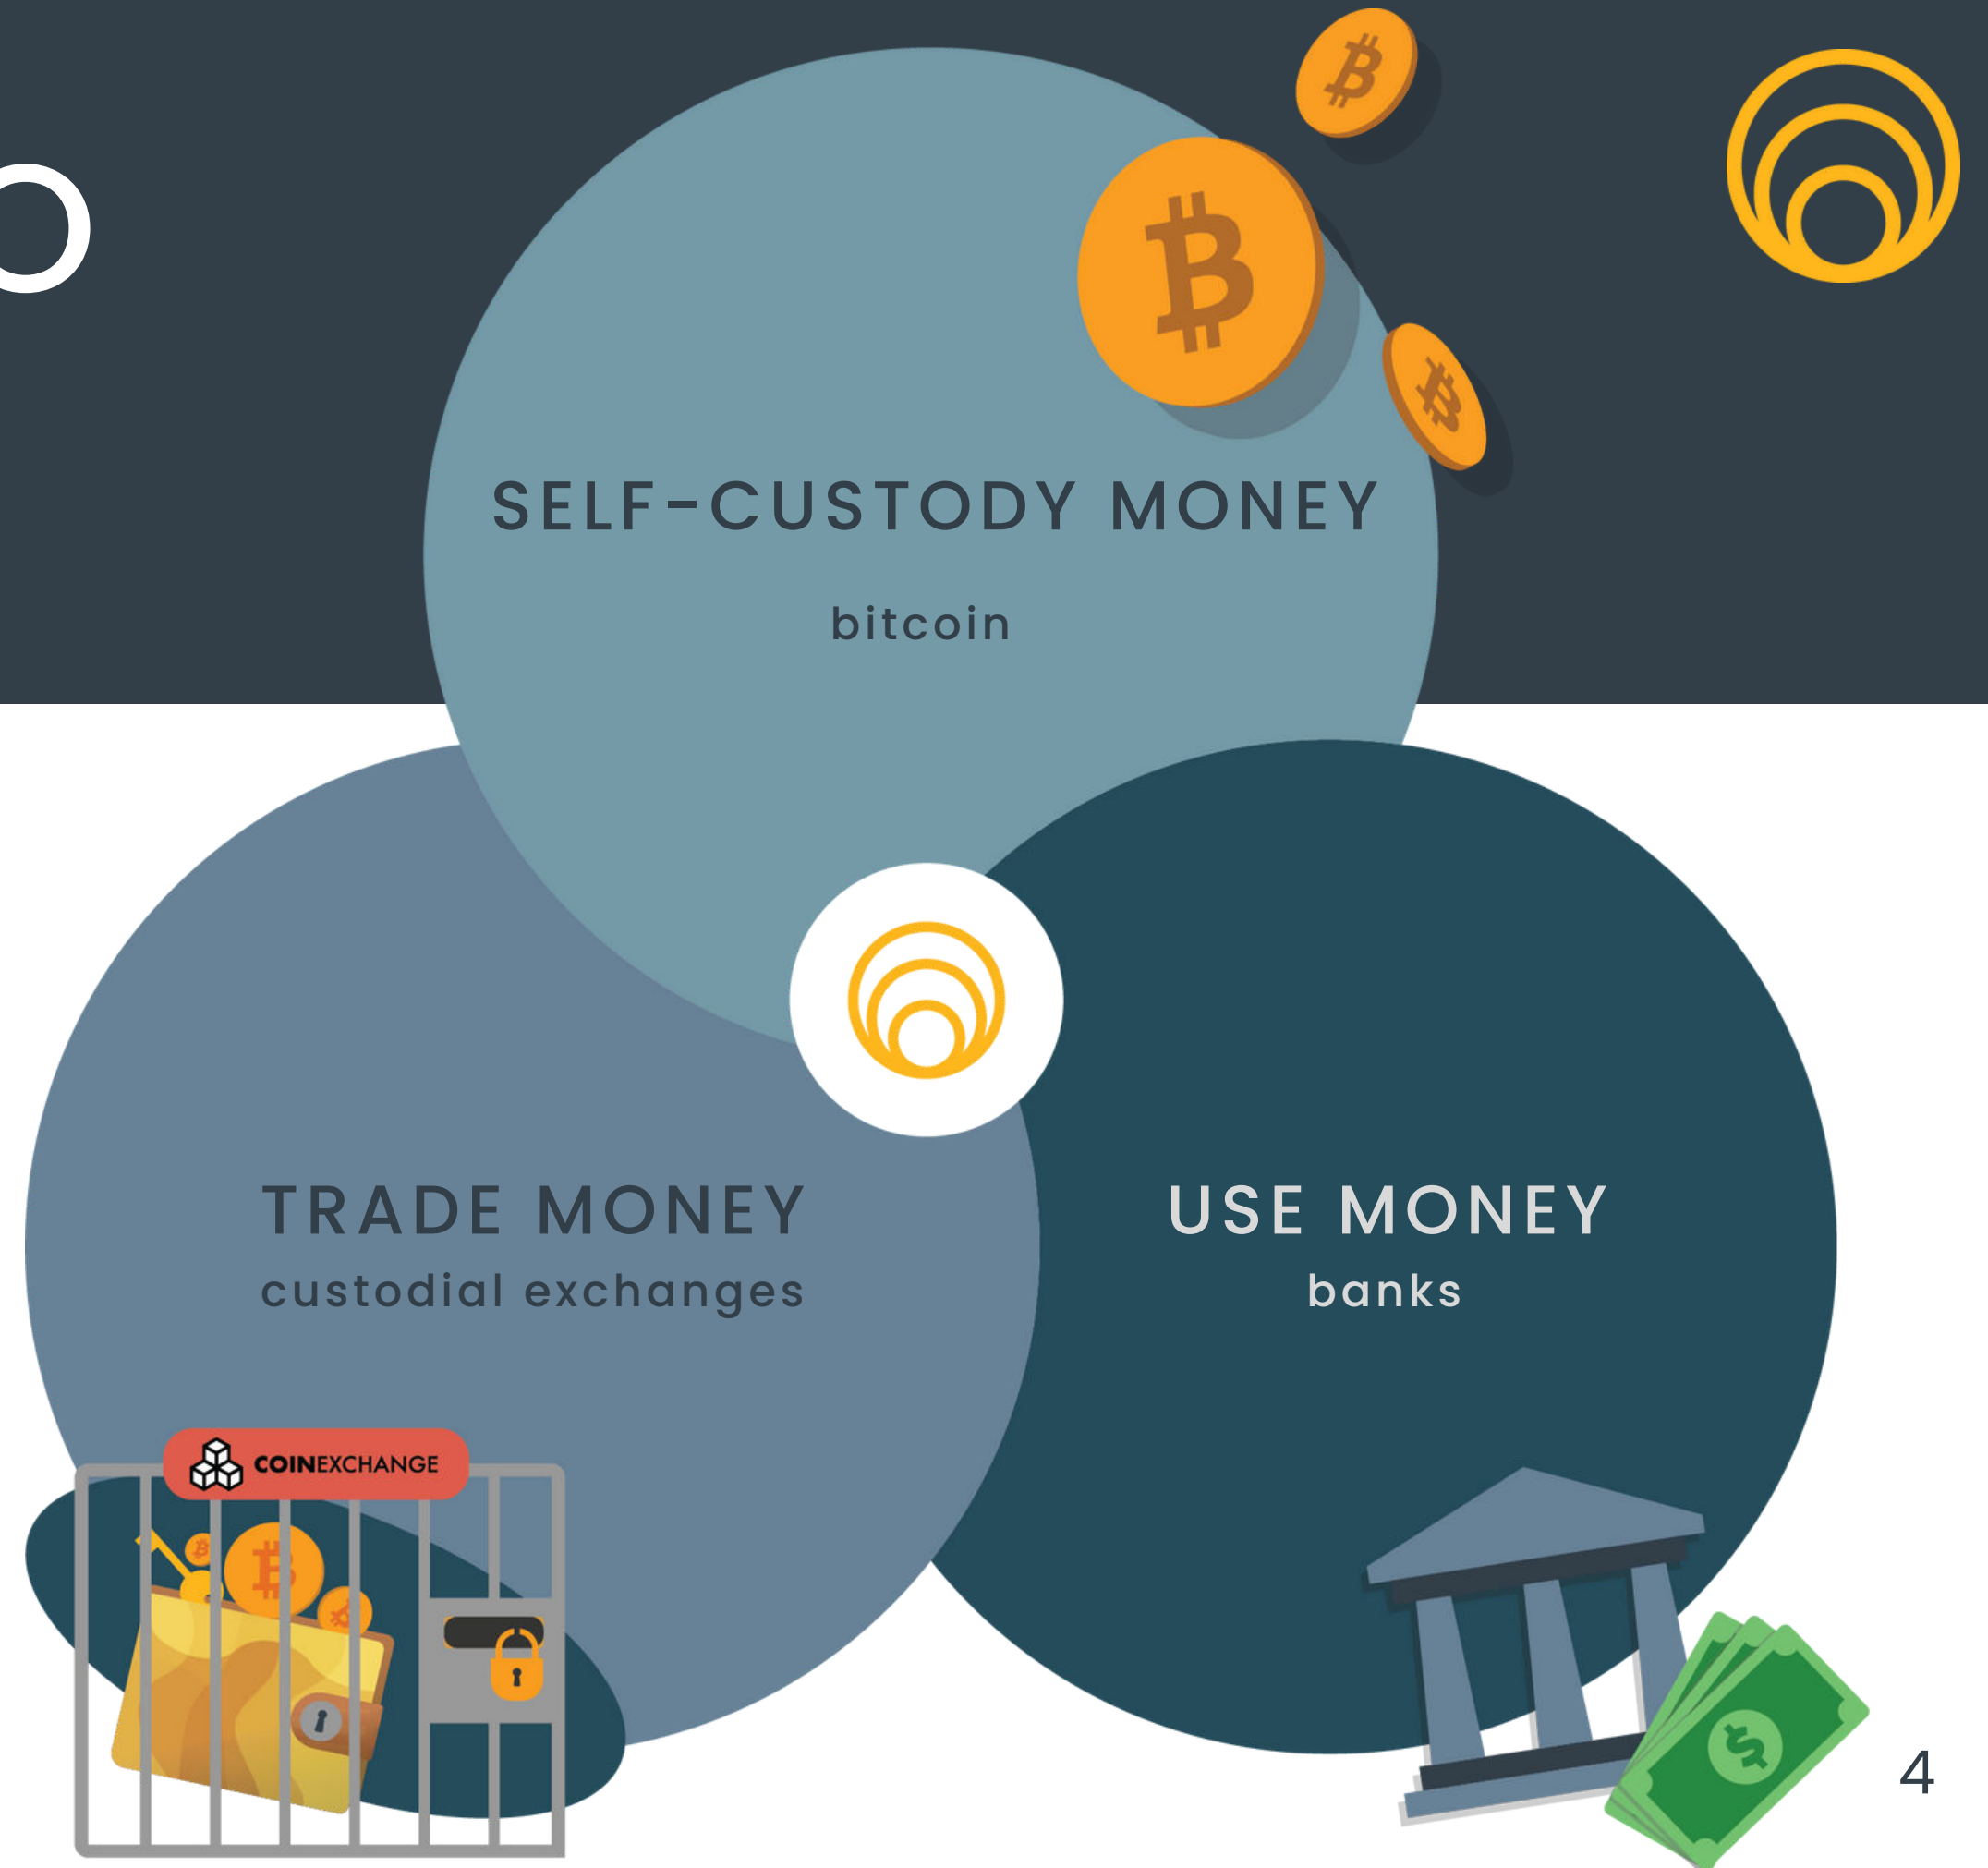 O
SELF-CUSTODY MONEY
bitcoin
TRADE MONEY
custodial exchanges
USE MONEY
banks
COINEXCHANGE
4